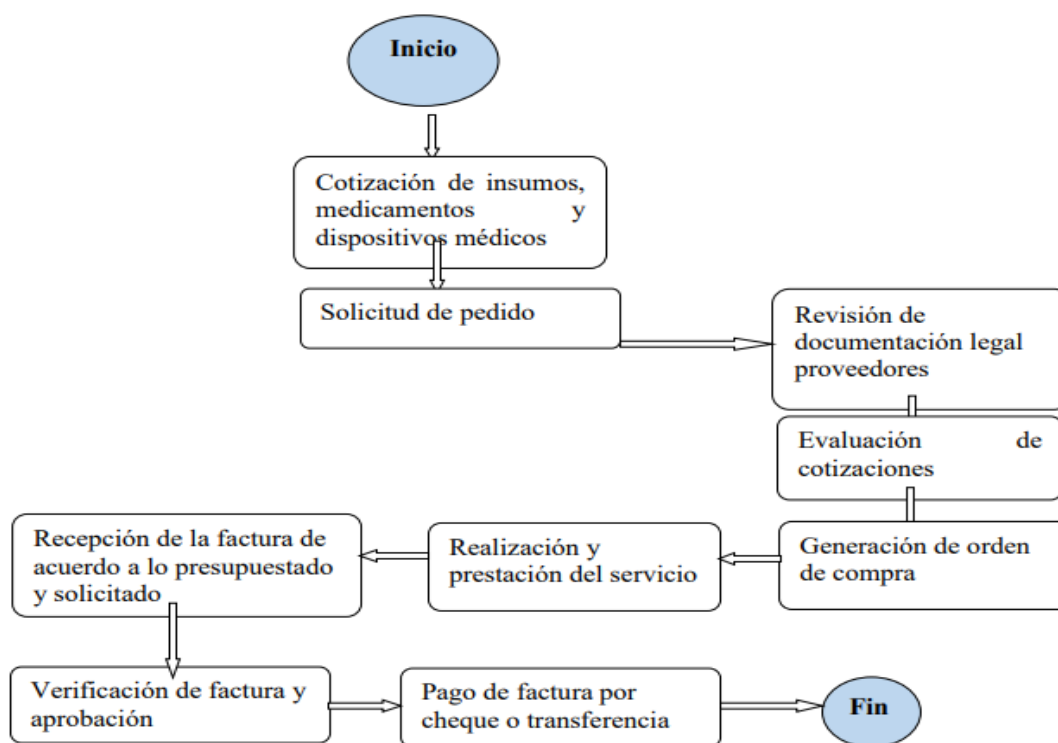 Inicio
Cotización de insumos,
medicamentos y
dispositivos médicos
Solicitud de pedido
Revisión de
documentación legal
proveedores
Evaluación de
cotizaciones
Generación de orden
de compra
Realización y
prestación del servicio
Recepción de la factura de
acuerdo a lo presupuestado
y solicitado
Verificación de factura y
aprobación
Pago de factura por
cheque o transferencia
Fin